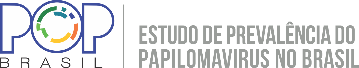 POP
BRASIL
ESTUDO DE PREVALÊNCIA DO
PAPILOMAVIRUS NO BRASIL